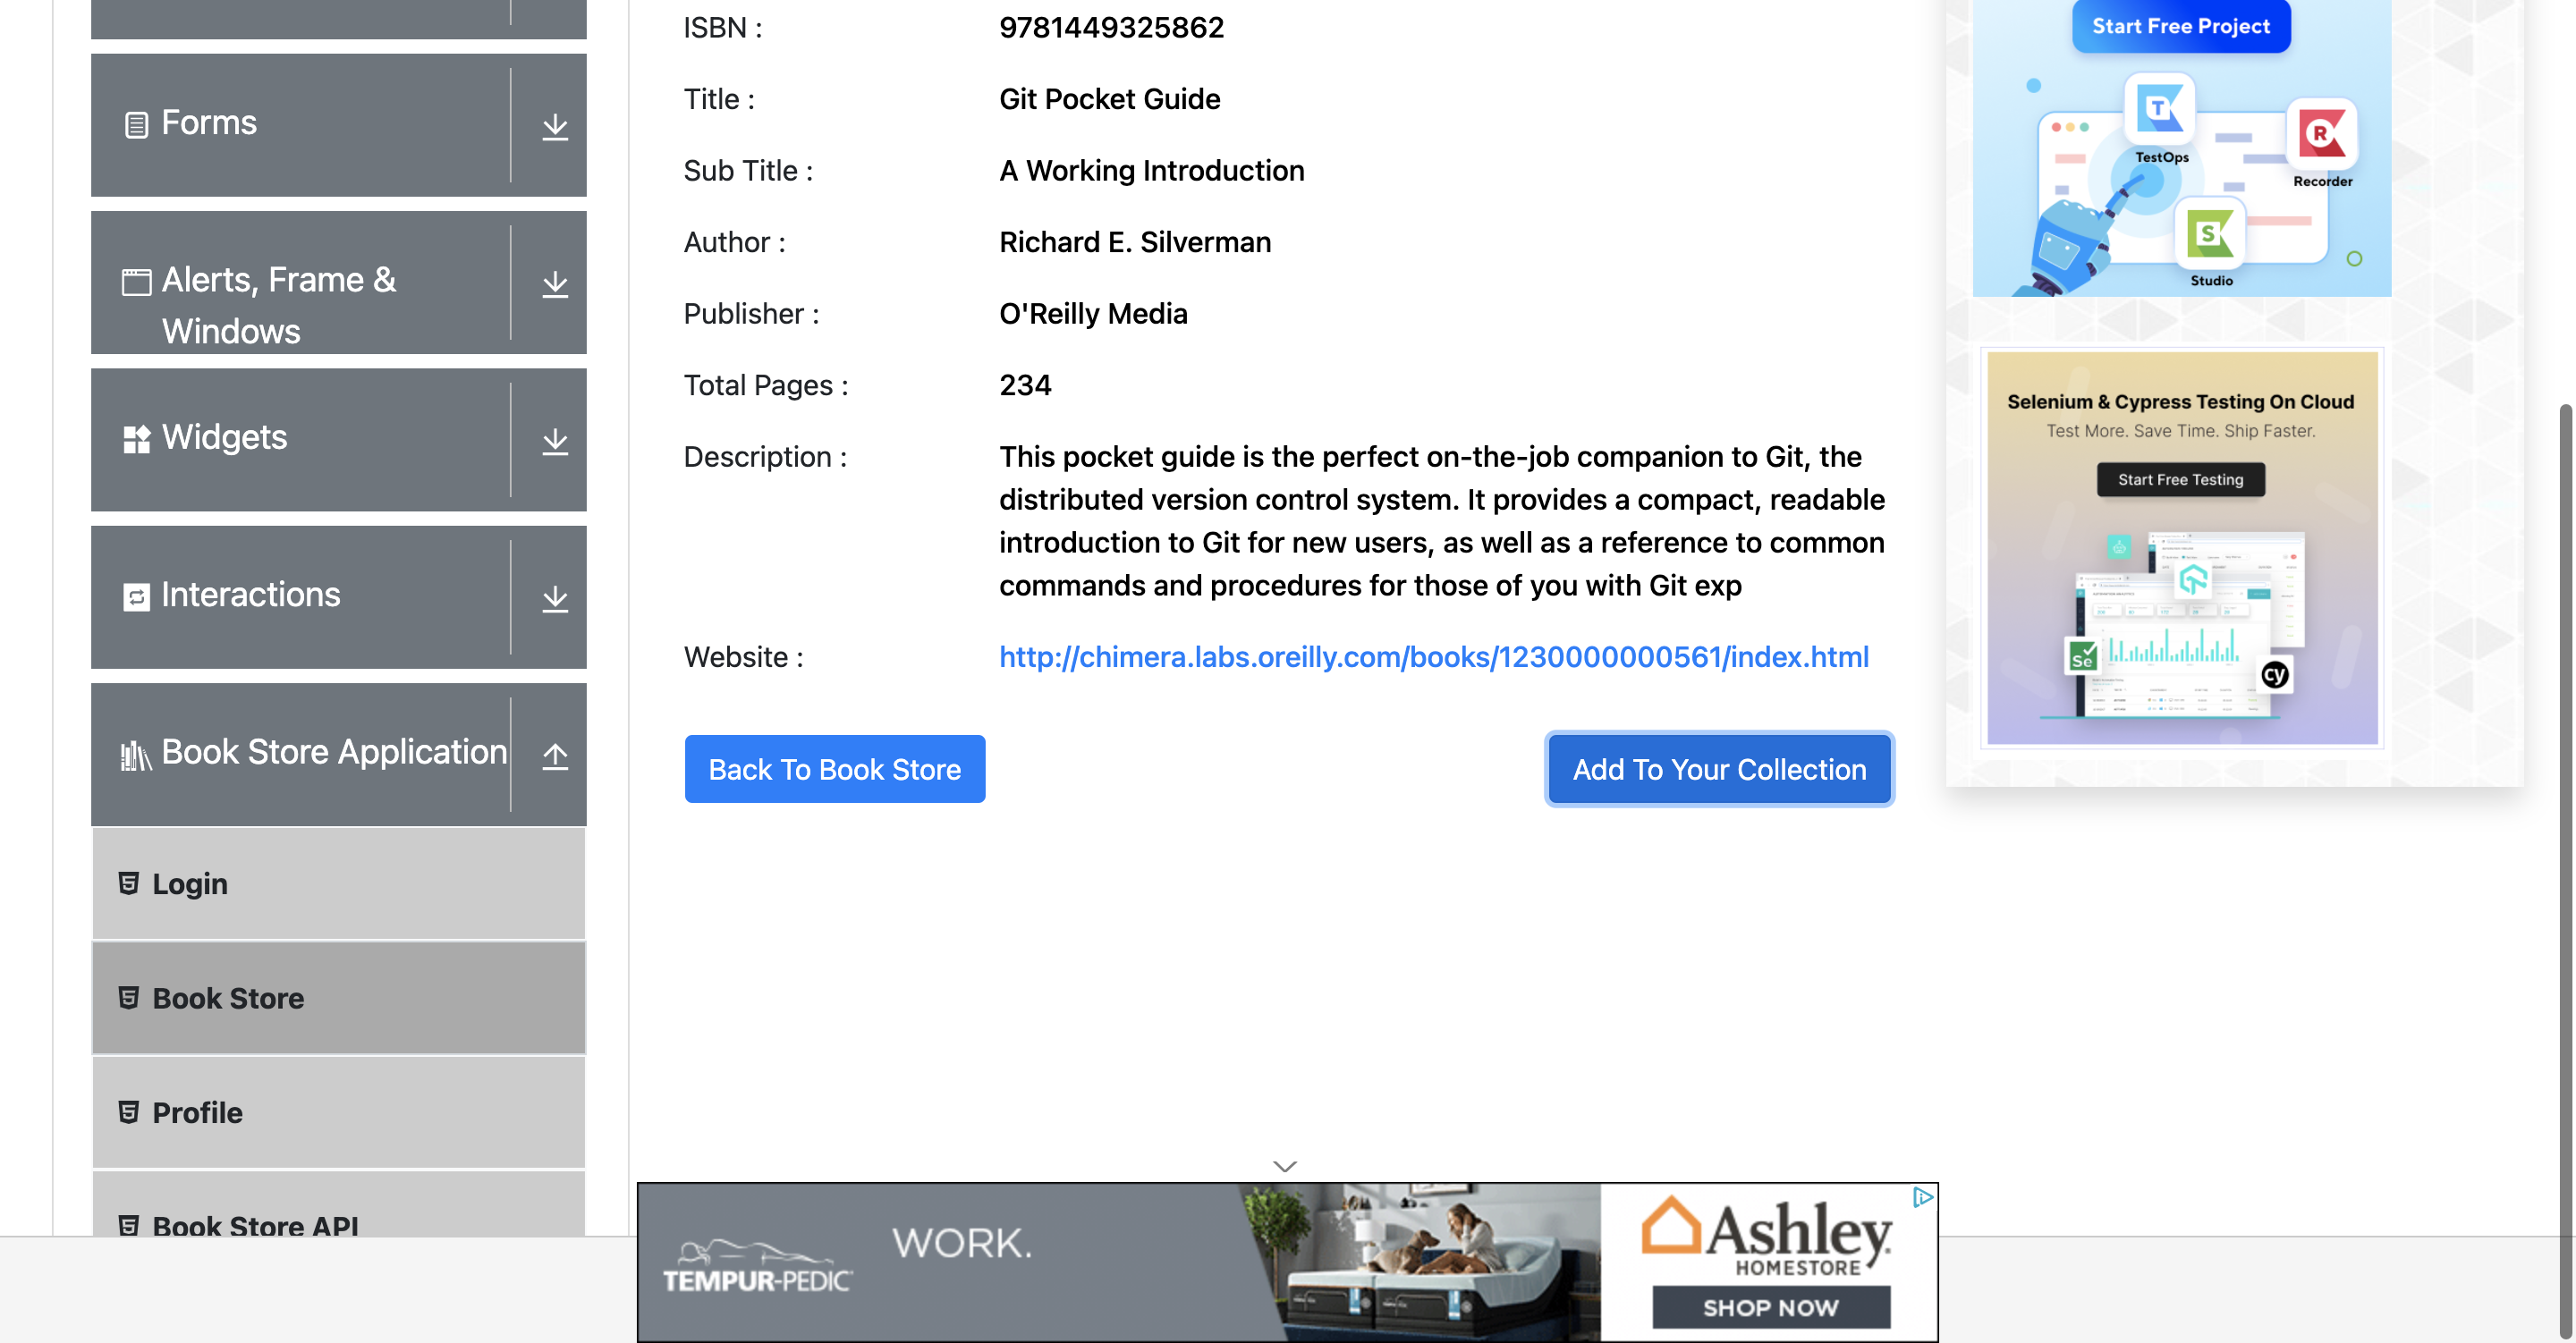 Forms
Alerts, Frame &
Windows
Widgets
Interactions
Book Store Application
Login
Book Store
Profile
Book Store API
ISBN : 9781449325862
Title : Git Pocket Guide
Sub Title : A Working Introduction
Author : Richard E. Silverman
Publisher : O'Reilly Media
Total Pages : 234
Description : This pocket guide is the perfect on-the-job companion to Git, the
distributed version control system. It provides a compact, readable
introduction to Git for new users, as well as a reference to common
commands and procedures for those of you with Git exp
Website : http://chimera.labs.oreilly.com/books/1230000000561/index.html
Back To Book Store
Add To Your Collection
Start Free Project
T
TestOps
R
Recorder
S
Studio
Selenium & Cypress Testing On Cloud
Test More. Save Time. Ship Faster.
Start Free Testing
Se
cy
TEMPUR-PEDIC
WORK.
Ashley
HOMESTORE
SHOP NOW